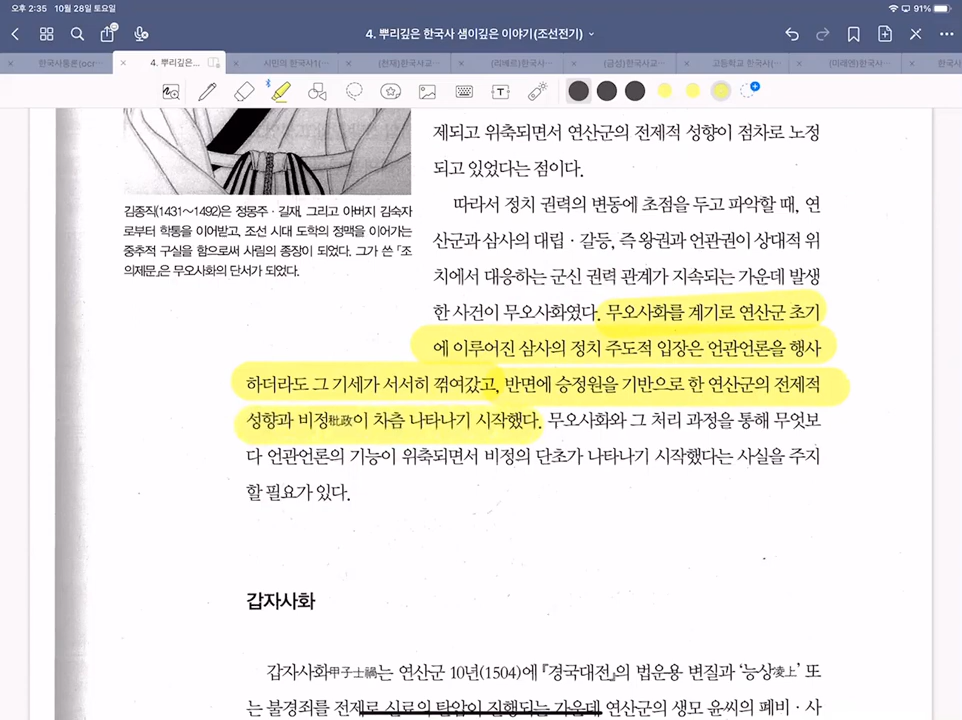 오후 2:35 10월 28일 토요일
91%
4. 뿌리깊은 한국사 샘이깊은 이야기(조선전기)
한국사통론(ocr...
4. 뿌리깊은...
시민의 한국사1(...
(천재)한국사교...
(리베르)한국사...
(금성)한국사교...
고등학교 한국사(...
(미래엔)한국사...
한국사
제되고 위축되면서 연산군의 전제적 성향이 점차로 노정
되고 있었다는 점이다.
김종직(1431~1492)은 정몽주·길재, 그리고 아버지 김숙자
로부터 학통을 이어받고, 조선 시대 도학의 정맥을 이어가는
중추적 구실을 함으로써 사림의 종장이 되었다. 그가 쓴 「조
의제문」은 무오사화의 단서가 되었다.
따라서 정치 권력의 변동에 초점을 두고 파악할 때, 연
산군과 삼사의 대립·갈등, 즉 왕권과 언관권이 상대적 위
치에서 대응하는 군신 권력 관계가 지속되는 가운데 발생
한 사건이 무오사화였다. 무오사화를 계기로 연산군 초기
에 이루어진 삼사의 정치 주도적 입장은 언관언론을 행사
하더라도 그 기세가 서서히 꺾여갔고, 반면에 승정원을 기반으로 한 연산군의 전제적
성향과 비정秕政이 차츰 나타나기 시작했다. 무오사화와 그 처리 과정을 통해 무엇보
다 언관언론의 기능이 위축되면서 비정의 단초가 나타나기 시작했다는 사실을 주지
할 필요가 있다.
갑자사화
갑자사화甲子士禍는 연산군 10년(1504)에 『경국대전』의 법운용 변질과 '능상凌上' 또
는 불경죄를 전제로 신료의 탄압이 진행되는 가운데 연산군의 생모 윤씨의 폐비·사